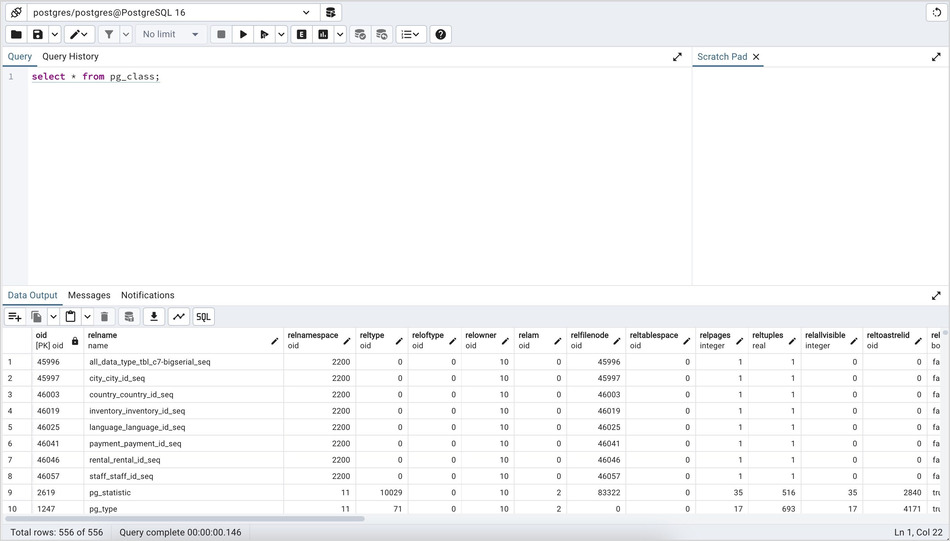 postgres/postgres@PostgreSQL 16
No limit
Query Query History Scratch Pad
1 select * from pg_class;
Data Output Messages Notifications
SQL
oid relname relnamespace reltype reloftype relowner relam relfilenode reltablespace relpages reltuples relallvisible reltoastrelid rel
[PK] oid name oid oid oid oid oid oid oid integer real integer oid bo
1 45996 all_data_type_tbl_c7-bigserial_seq 2200 0 0 10 0 45996 0 1 1 0 0 fa
2 45997 city_city_id_seq 2200 0 0 10 0 45997 0 1 1 0 0 fa
3 46003 country_country_id_seq 2200 0 0 10 0 46003 0 1 1 0 0 fa
4 46019 inventory_inventory_id_seq 2200 0 0 10 0 46019 0 1 1 0 0 fa
5 46025 language_language_id_seq 2200 0 0 10 0 46025 0 1 1 0 0 fa
6 46041 payment_payment_id_seq 2200 0 0 10 0 46041 0 1 1 0 0 fa
7 46046 rental_rental_id_seq 2200 0 0 10 0 46046 0 1 1 0 0 fa
8 46057 staff_staff_id_seq 2200 0 0 10 0 46057 0 1 1 0 0 fa
9 2619 pg_statistic 11 10029 0 10 2 83322 0 35 516 35 2840 tru
10 1247 pg_type 11 71 0 10 2 0 0 17 693 17 4171 tru
Total rows: 556 of 556 Query complete 00:00:00.146 Ln 1, Col 22